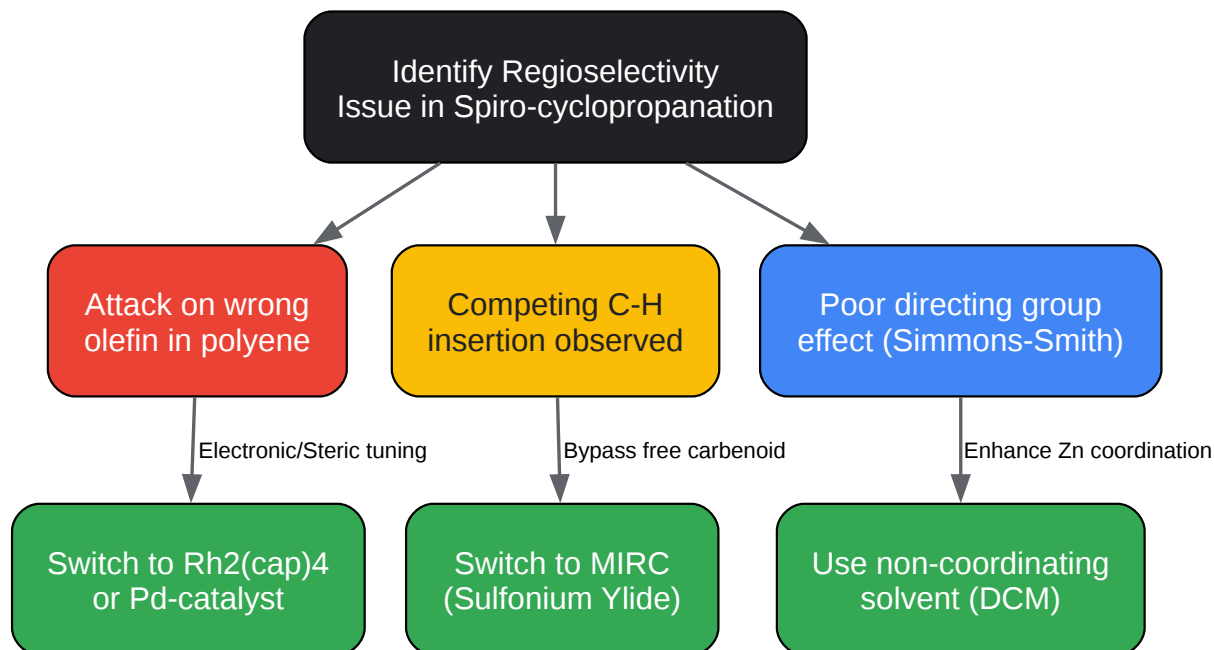 Identify Regioselectivity
Issue in Spiro-cyclopropanation
Attack on wrong
olefin in polyene
Competing C-H
insertion observed
Poor directing group
effect (Simmons-Smith)
Electronic/Steric tuning
Bypass free carbenoid
Enhance Zn coordination
Switch to Rh2(cap)4
or Pd-catalyst
Switch to MIRC
(Sulfonium Ylide)
Use non-coordinating
solvent (DCM)